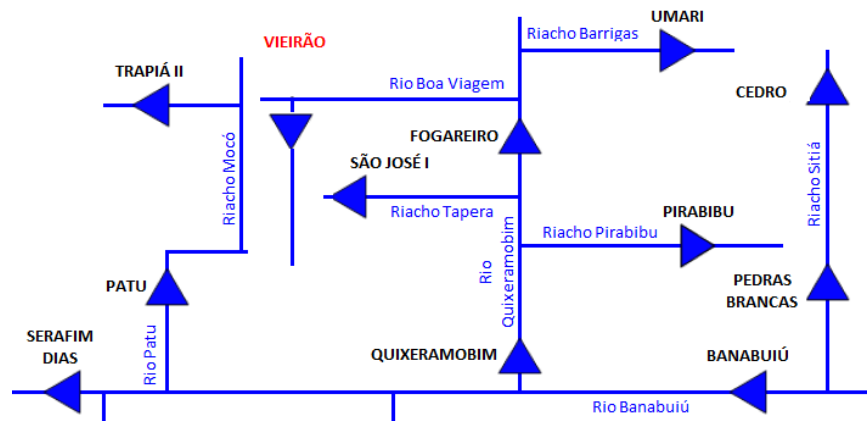 UMARI
Riacho Barrigas
VIEIRÃO
TRAPIÁ II
Rio Boa Viagem
CEDRO
FOGAREIRO
SÃO JOSÉ I
Riacho Mocó
Riacho Sitiá
Riacho Tapera
PIRABIBU
Riacho Pirabibu
Rio
Quixeramobim
PATU
PEDRAS
BRANCAS
SERAFIM
DIAS
Rio Patu
QUIXERAMOBIM
BANABUIÚ
Rio Banabuiú